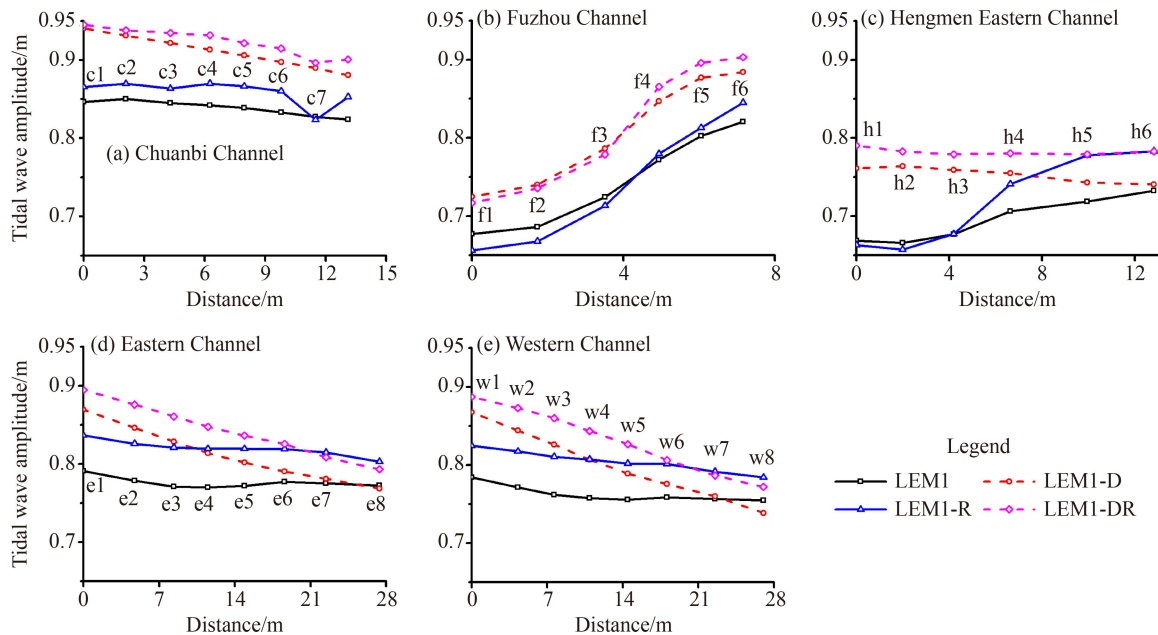 (a) Chuanbi Channel
Tidal wave amplitude/m
0.95
0.9
0.8
0.7
c1 c2 c3 c4 c5 c6 c7
0 3 6 9 12 15
Distance/m
(b) Fuzhou Channel
0.95
0.9
0.8
0.7
f1 f2 f3 f4 f5 f6
0 4 8
Distance/m
(c) Hengmen Eastern Channel
0.95
0.9
0.8
0.7
h1 h2 h3 h4 h5 h6
0 4 8 12
Distance/m
(d) Eastern Channel
Tidal wave amplitude/m
0.95
0.9
0.8
0.7
e1 e2 e3 e4 e5 e6 e7 e8
0 7 14 21 28
Distance/m
(e) Western Channel
0.95
0.9
0.8
0.7
w1 w2 w3 w4 w5 w6 w7 w8
0 7 14 21 28
Distance/m
Legend
LEM1 LEM1-D
LEM1-R LEM1-DR